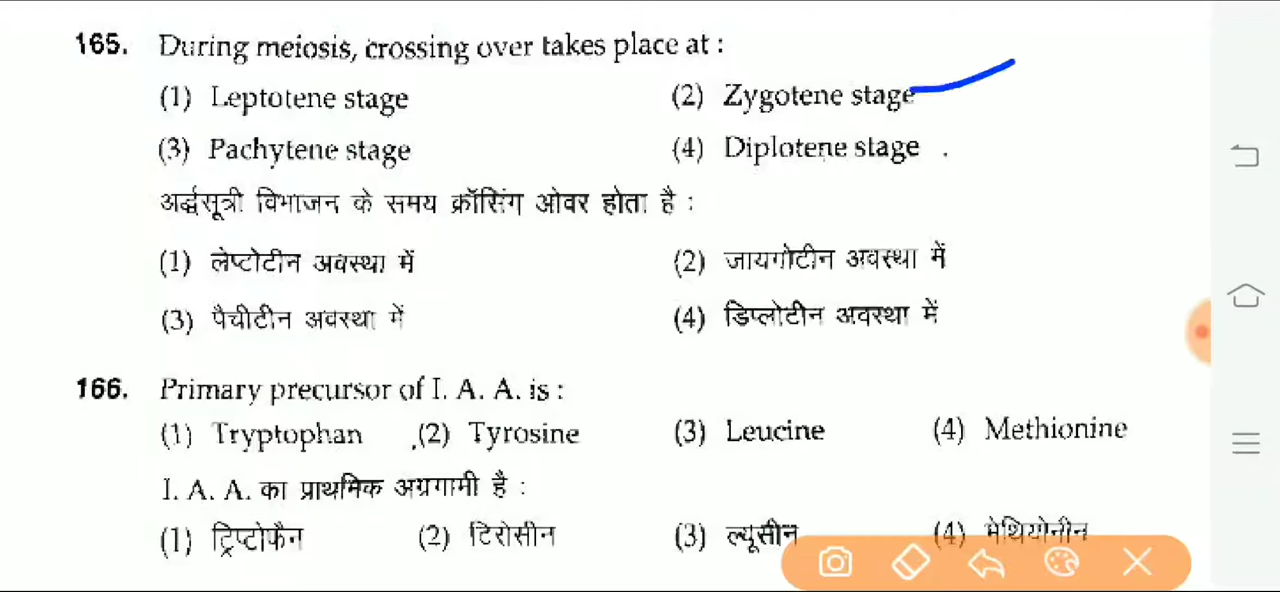 165. During meiosis, crossing over takes place at :
(1) Leptotene stage (2) Zygotene stage
(3) Pachytene stage (4) Diplotene stage .
अर्द्धसूत्री विभाजन के समय क्रॉसिंग ओवर होता है :
(1) लेप्टोटीन अवस्था में (2) जायगोटीन अवस्था में
(3) पैचीटीन अवस्था में (4) डिप्लोटीन अवस्था में
166. Primary precursor of I. A. A. is :
(1) Tryptophan (2) Tyrosine (3) Leucine (4) Methionine
I. A. A. का प्राथमिक अग्रगामी है :
(1) ट्रिप्टोफैन (2) टिरोसीन (3) ल्यूसीन (4) मेथियोनीन